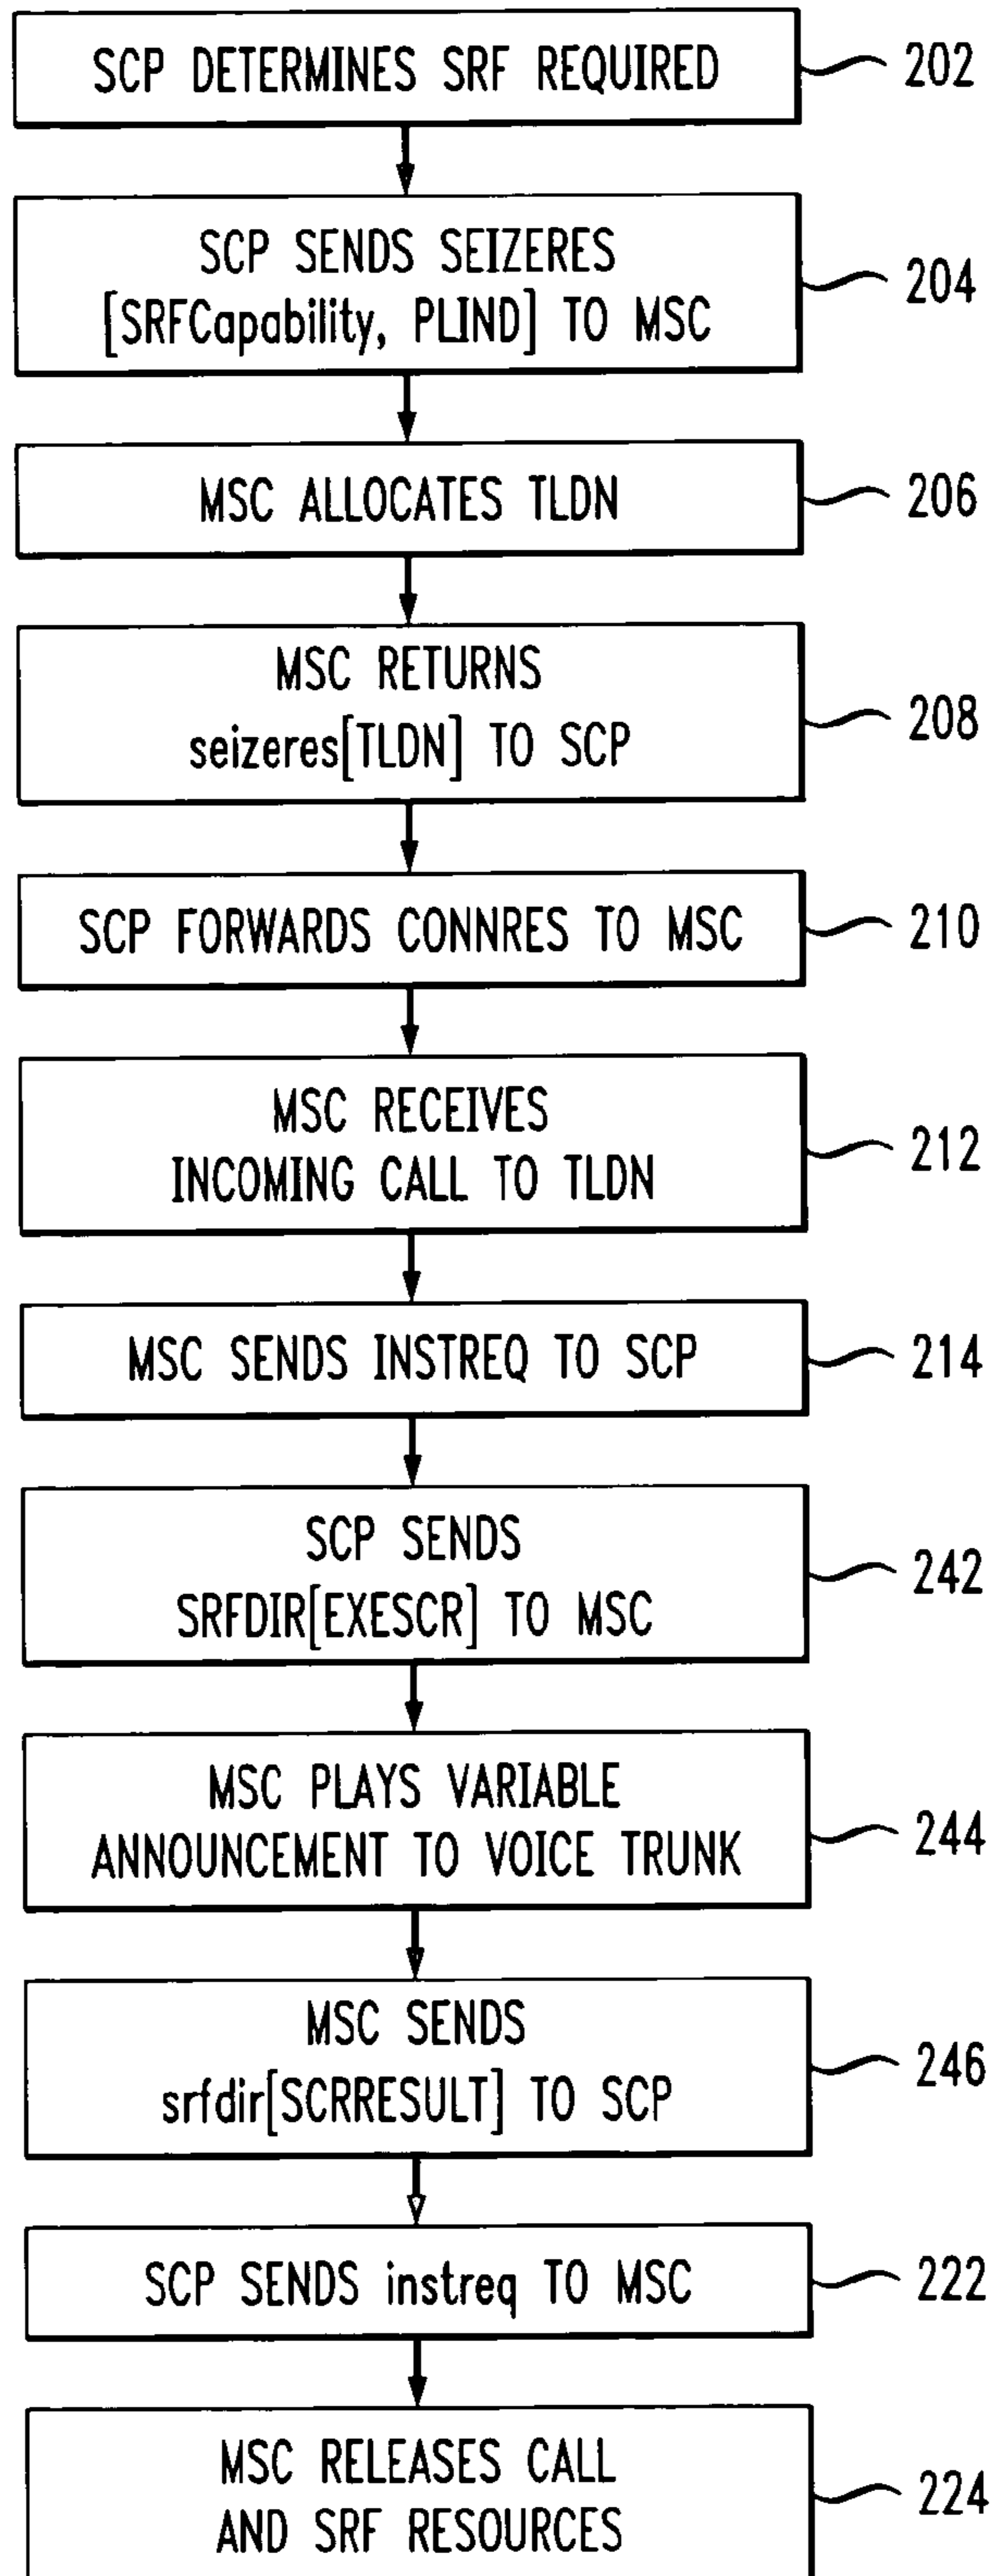 SCP DETERMINES SRF REQUIRED
202
SCP SENDS SEIZERES
[SRFCapability, PLIND] TO MSC
204
MSC ALLOCATES TLDN
206
MSC RETURNS
seizeres[TLDN] TO SCP
208
SCP FORWARDS CONNRES TO MSC
210
MSC RECEIVES
INCOMING CALL TO TLDN
212
MSC SENDS INSTREQ TO SCP
214
SCP SENDS
SRFDIR[EXESCR] TO MSC
242
MSC PLAYS VARIABLE
ANNOUNCEMENT TO VOICE TRUNK
244
MSC SENDS
srfdir[SCRRESULT] TO SCP
246
SCP SENDS instreq TO MSC
222
MSC RELEASES CALL
AND SRF RESOURCES
224